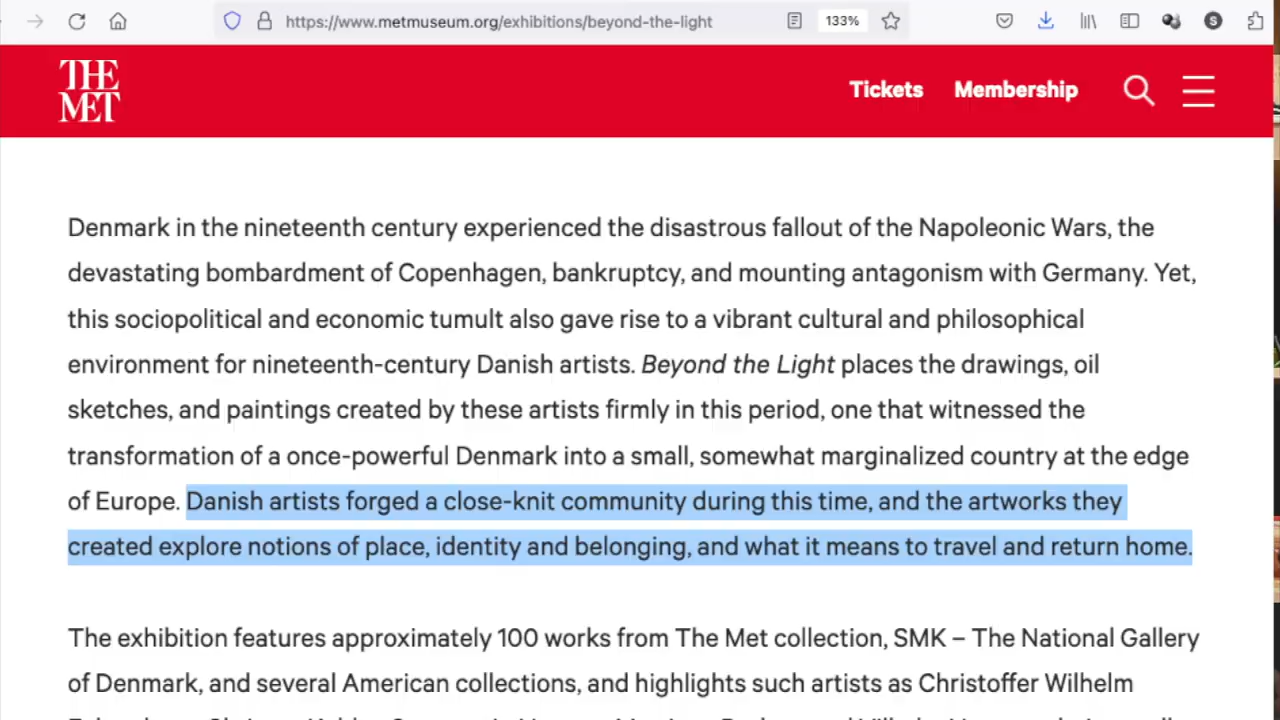 https://www.metmuseum.org/exhibitions/beyond-the-light
133%
S
THE
MET
Tickets
Membership
Denmark in the nineteenth century experienced the disastrous fallout of the Napoleonic Wars, the
devastating bombardment of Copenhagen, bankruptcy, and mounting antagonism with Germany. Yet,
this sociopolitical and economic tumult also gave rise to a vibrant cultural and philosophical
environment for nineteenth-century Danish artists. Beyond the Light places the drawings, oil
sketches, and paintings created by these artists firmly in this period, one that witnessed the
transformation of a once-powerful Denmark into a small, somewhat marginalized country at the edge
of Europe. Danish artists forged a close-knit community during this time, and the artworks they
created explore notions of place, identity and belonging, and what it means to travel and return home.
The exhibition features approximately 100 works from The Met collection, SMK – The National Gallery
of Denmark, and several American collections, and highlights such artists as Christoffer Wilhelm